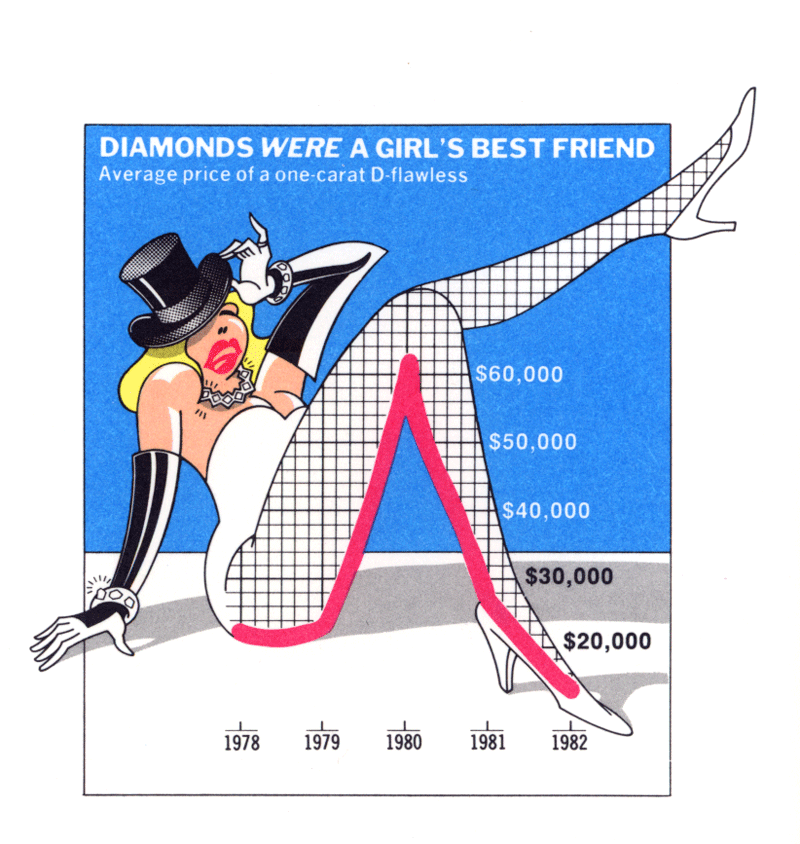 DIAMONDS WERE A GIRL'S BEST FRIEND
Average price of a one-carat D-flawless
$60,000
$50,000
$40,000
$30,000
$20,000
1978 1979 1980 1981 1982